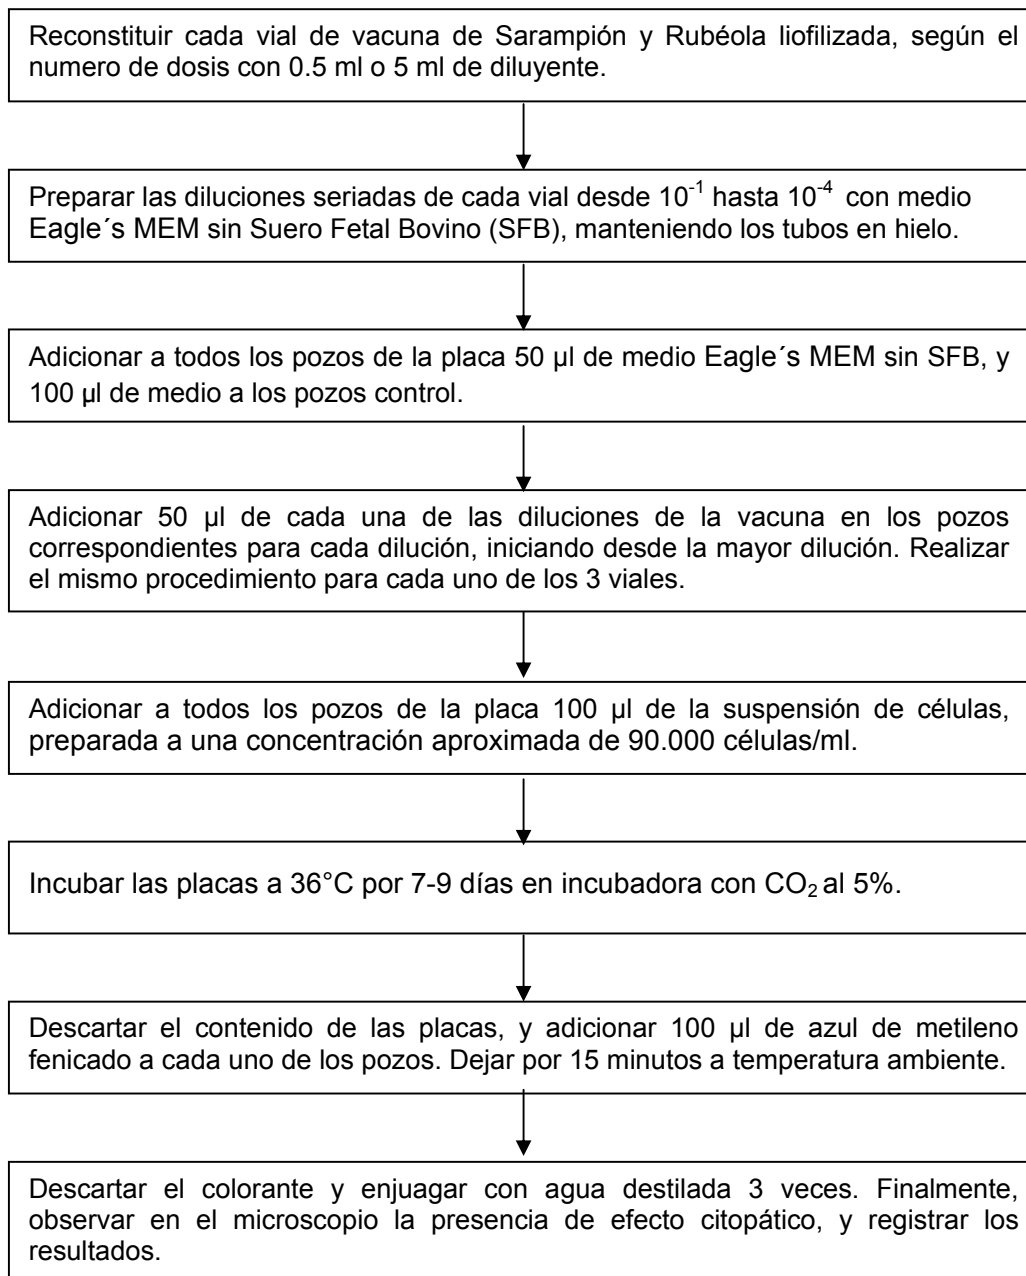 Reconstituir cada vial de vacuna de Sarampión y Rubéola liofilizada, según el
numero de dosis con 0.5 ml o 5 ml de diluyente.
Preparar las diluciones seriadas de cada vial desde 10⁻¹ hasta 10⁻⁴ con medio
Eagle´s MEM sin Suero Fetal Bovino (SFB), manteniendo los tubos en hielo.
Adicionar a todos los pozos de la placa 50 µl de medio Eagle´s MEM sin SFB, y
100 µl de medio a los pozos control.
Adicionar 50 µl de cada una de las diluciones de la vacuna en los pozos
correspondientes para cada dilución, iniciando desde la mayor dilución. Realizar
el mismo procedimiento para cada uno de los 3 viales.
Adicionar a todos los pozos de la placa 100 µl de la suspensión de células,
preparada a una concentración aproximada de 90.000 células/ml.
Incubar las placas a 36°C por 7-9 días en incubadora con CO₂ al 5%.
Descartar el contenido de las placas, y adicionar 100 µl de azul de metileno
fenicado a cada uno de los pozos. Dejar por 15 minutos a temperatura ambiente.
Descartar el colorante y enjuagar con agua destilada 3 veces. Finalmente,
observar en el microscopio la presencia de efecto citopático, y registrar los
resultados.